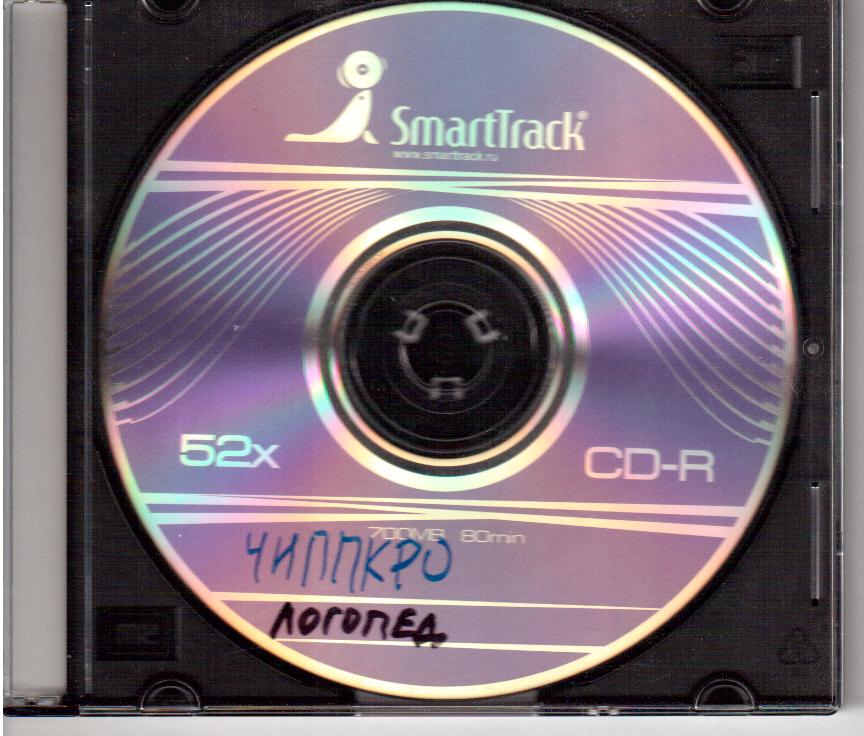 SmartTrack®
www.smarttrack.ru
52x
CD-R
700MB 80min
ЧИППКРО
ЛОГОПЕД